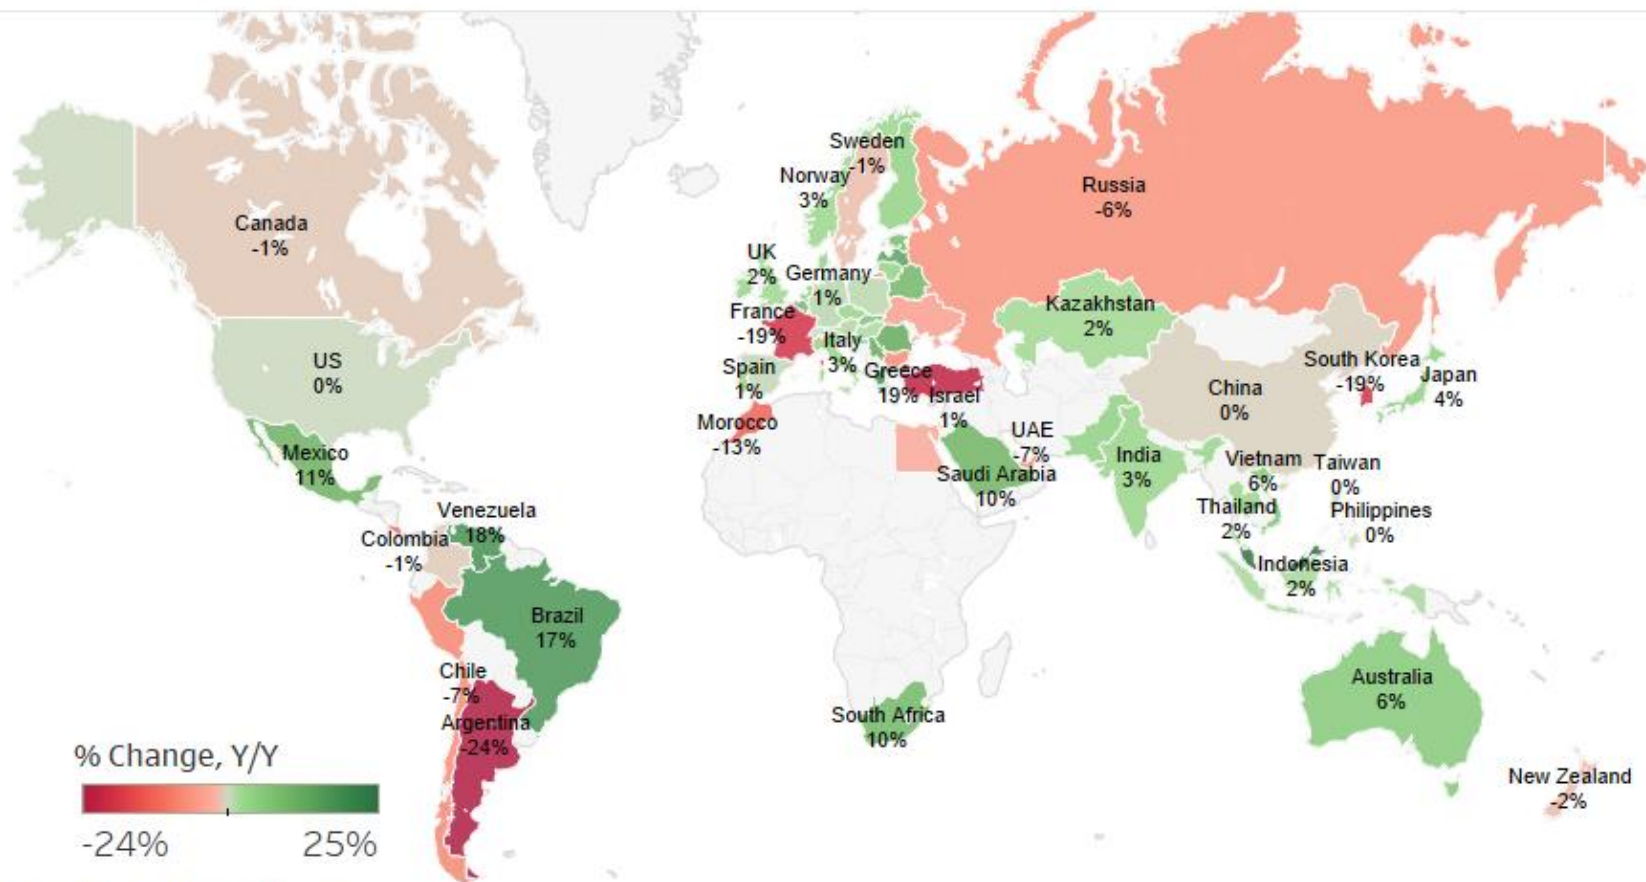 Sweden
-1%
Norway
3%
Russia
-6%
Canada
-1%
UK
2%
Germany
1%
France
-19%
Italy
3%
Kazakhstan
2%
US
0%
Spain
1%
Greece
19%
Israel
1%
China
0%
South Korea
-19%
Japan
4%
Morocco
-13%
UAE
-7%
Mexico
11%
Saudi Arabia
10%
India
3%
Vietnam
6%
Taiwan
0%
Thailand
2%
Philippines
0%
Venezuela
18%
Colombia
-1%
Indonesia
2%
Brazil
17%
Chile
-7%
Argentina
-24%
South Africa
10%
Australia
6%
New Zealand
-2%
% Change, Y/Y
-24% 25%